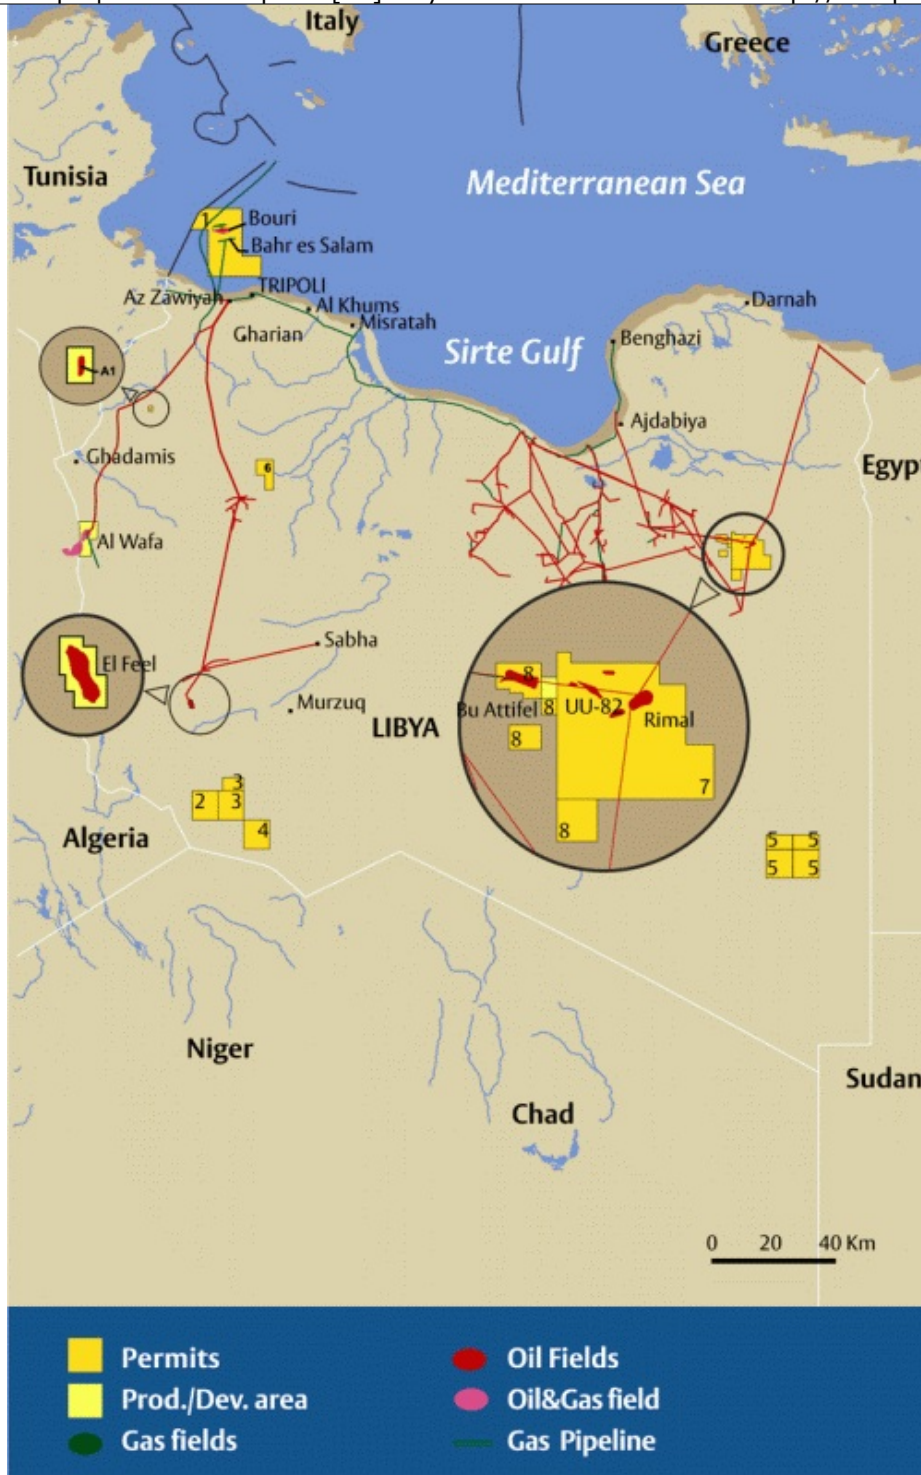 Italy
Greece
Tunisia
Mediterranean Sea
1
Bouri
Bahr es Salam
TRIPOLI
Az Zawiyah
Al Khums
Misratah
Gharian
Darnah
Benghazi
Sirte Gulf
A1
Ajdabiya
Ghadamis
6
Egypt
Al Wafa
Sabha
El Feel
8
Bu Attifel
8
UU-82
Rimal
Murzuq
LIBYA
8
7
3
2
3
4
8
Algeria
5
5
5
5
Niger
Sudan
Chad
0 20 40 Km
Permits
Oil Fields
Prod./Dev. area
Oil&Gas field
Gas fields
Gas Pipeline